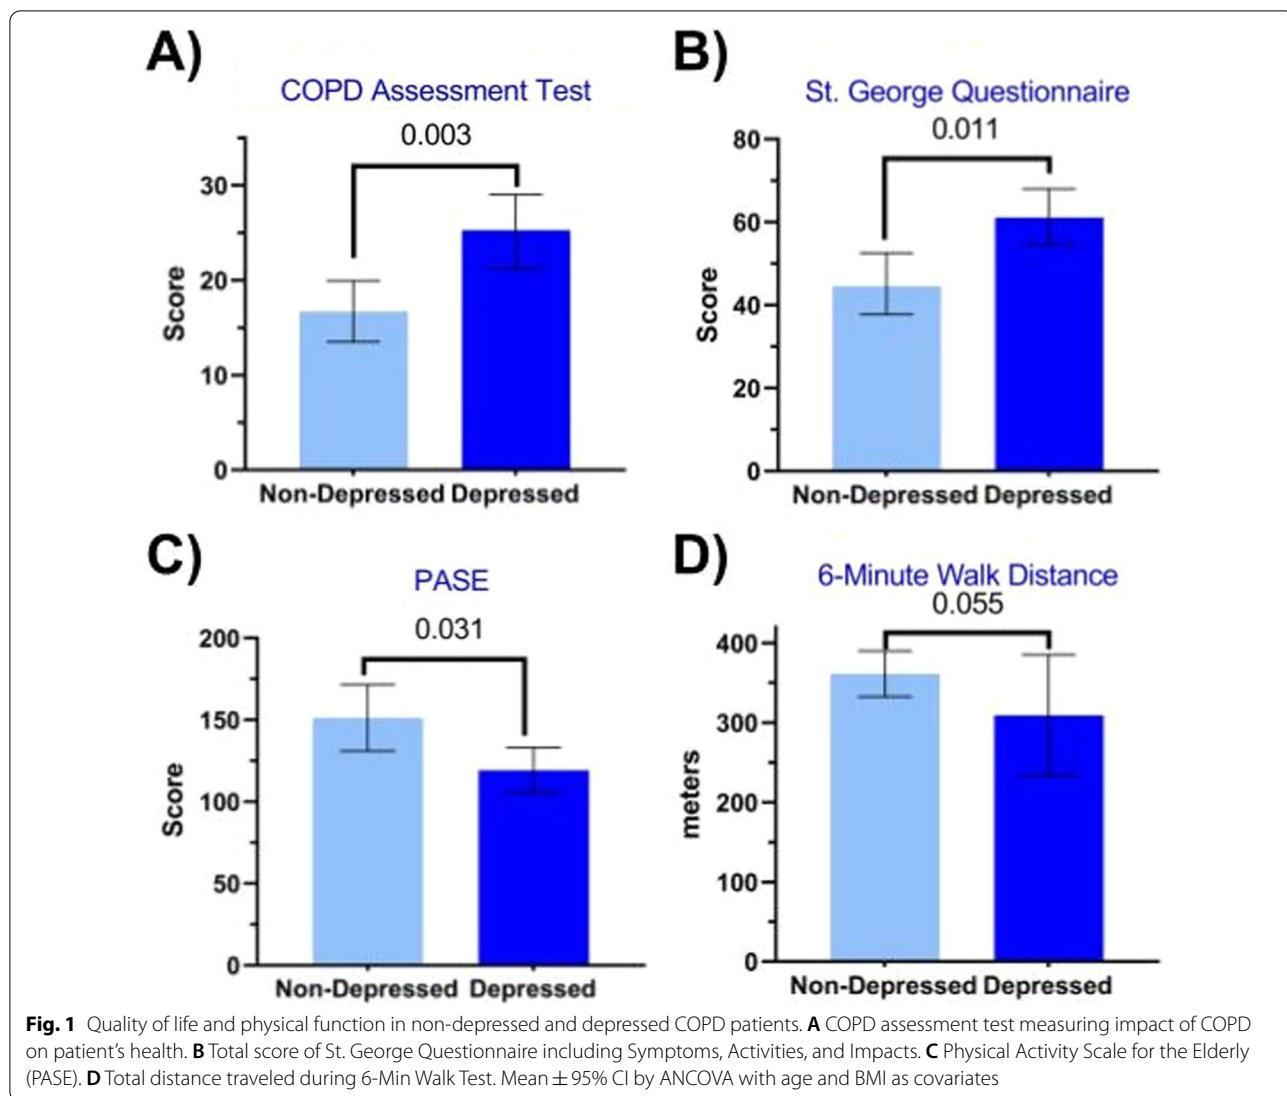 A)
COPD Assessment Test
0.003
Score
30
20
10
0
Non-Depressed Depressed
B)
St. George Questionnaire
0.011
Score
80
60
40
20
0
Non-Depressed Depressed
C)
PASE
0.031
Score
200
150
100
50
0
Non-Depressed Depressed
D)
6-Minute Walk Distance
0.055
meters
400
300
200
100
0
Non-Depressed Depressed
Fig. 1 Quality of life and physical function in non-depressed and depressed COPD patients. A COPD assessment test measuring impact of COPD
on patient's health. B Total score of St. George Questionnaire including Symptoms, Activities, and Impacts. C Physical Activity Scale for the Elderly
(PASE). D Total distance traveled during 6-Min Walk Test. Mean ± 95% CI by ANCOVA with age and BMI as covariates